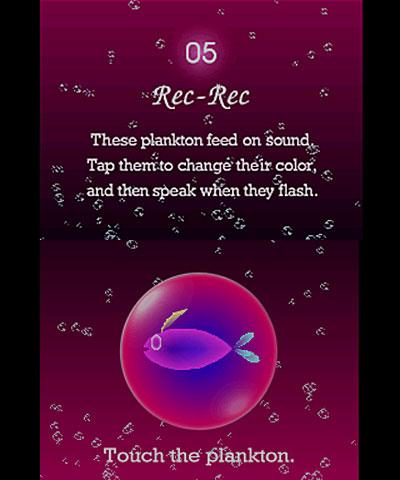 05
Rec-Rec
These plankton feed on sound.
Tap them to change their color,
and then speak when they flash.
Touch the plankton.